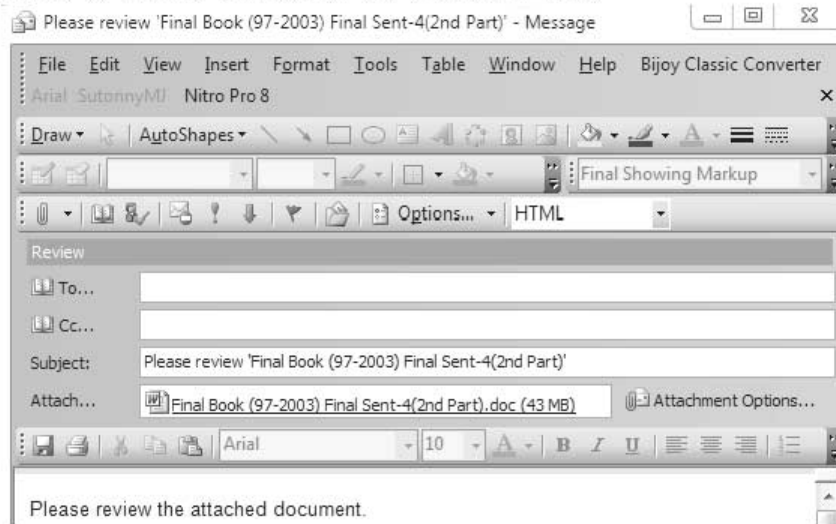 Please review 'Final Book (97-2003) Final Sent-4(2nd Part)' - Message
File Edit View Insert Format Tools Table Window Help Bijoy Classic Converter
Arial SutonnyMJ Nitro Pro 8
Draw AutoShapes
Final Showing Markup
Options... HTML
Review
To...
Cc...
Subject: Please review 'Final Book (97-2003) Final Sent-4(2nd Part)'
Attach... Final Book (97-2003) Final Sent-4(2nd Part).doc (43 MB) Attachment Options...
Arial 10 A B I U
Please review the attached document.